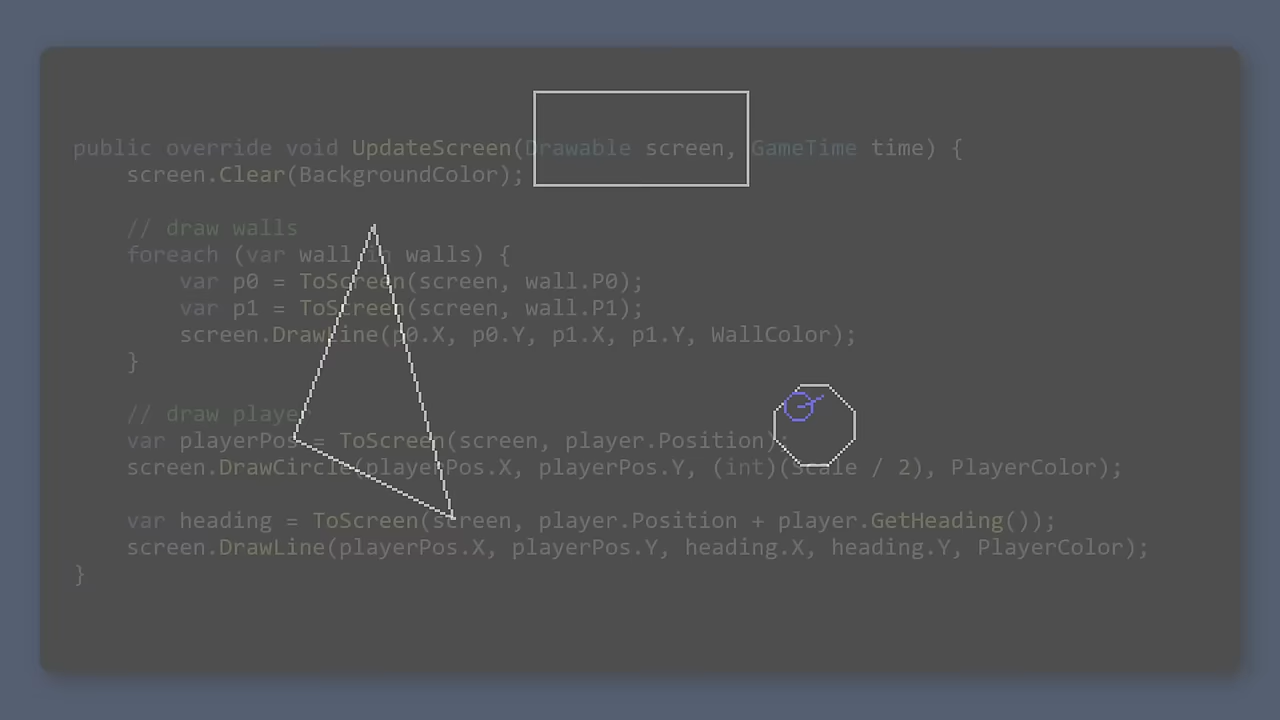 public override void UpdateScreen(Drawable screen, GameTime time) {
screen.Clear(BackgroundColor);
// draw walls
foreach (var wall in walls) {
var p0 = ToScreen(screen, wall.P0);
var p1 = ToScreen(screen, wall.P1);
screen.DrawLine(p0.X, p0.Y, p1.X, p1.Y, WallColor);
}
// draw player
var playerPos = ToScreen(screen, player.Position);
screen.DrawCircle(playerPos.X, playerPos.Y, (int)(Scale / 2), PlayerColor);
var heading = ToScreen(screen, player.Position + player.GetHeading());
screen.DrawLine(playerPos.X, playerPos.Y, heading.X, heading.Y, PlayerColor);
}